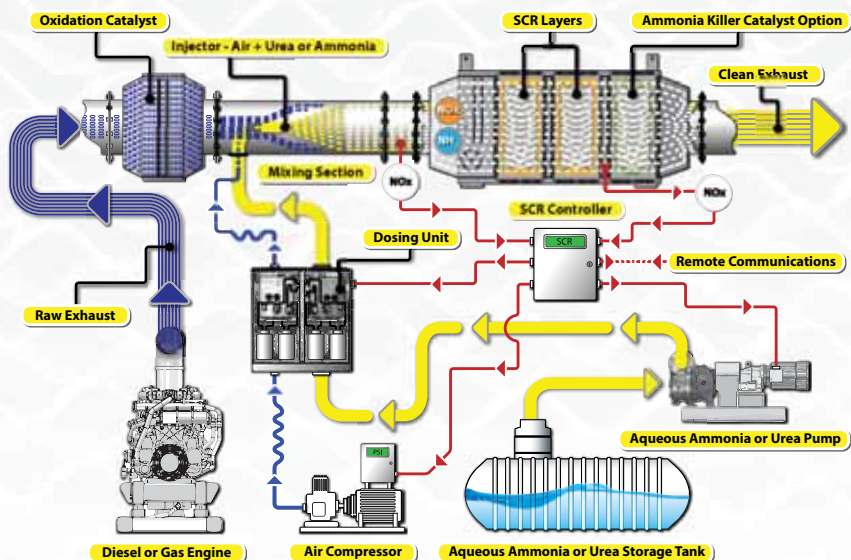 Oxidation Catalyst
Injector - Air + Urea or Ammonia
SCR Layers
Ammonia Killer Catalyst Option
Clean Exhaust
NOx
NH
Mixing Section
NOx
NOx
SCR Controller
Dosing Unit
SCR
Remote Communications
Raw Exhaust
PSI
Aqueous Ammonia or Urea Pump
Diesel or Gas Engine
Air Compressor
Aqueous Ammonia or Urea Storage Tank